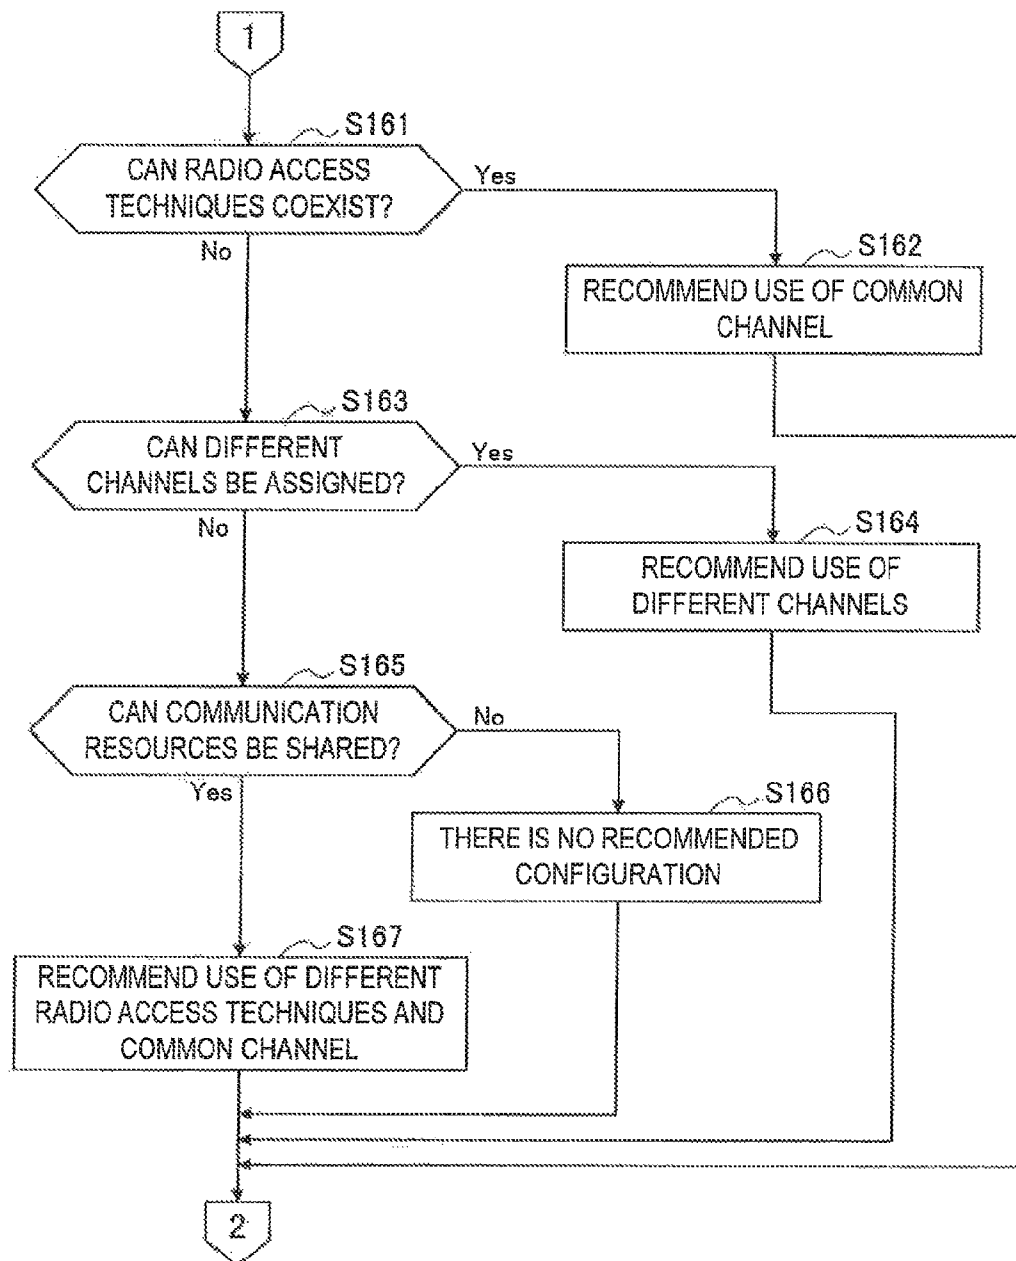 1
S161
CAN RADIO ACCESS
TECHNIQUES COEXIST?
Yes
No
S162
RECOMMEND USE OF COMMON
CHANNEL
S163
CAN DIFFERENT
CHANNELS BE ASSIGNED?
Yes
No
S164
RECOMMEND USE OF
DIFFERENT CHANNELS
S165
CAN COMMUNICATION
RESOURCES BE SHARED?
No
Yes
S166
THERE IS NO RECOMMENDED
CONFIGURATION
S167
RECOMMEND USE OF DIFFERENT
RADIO ACCESS TECHNIQUES AND
COMMON CHANNEL
2